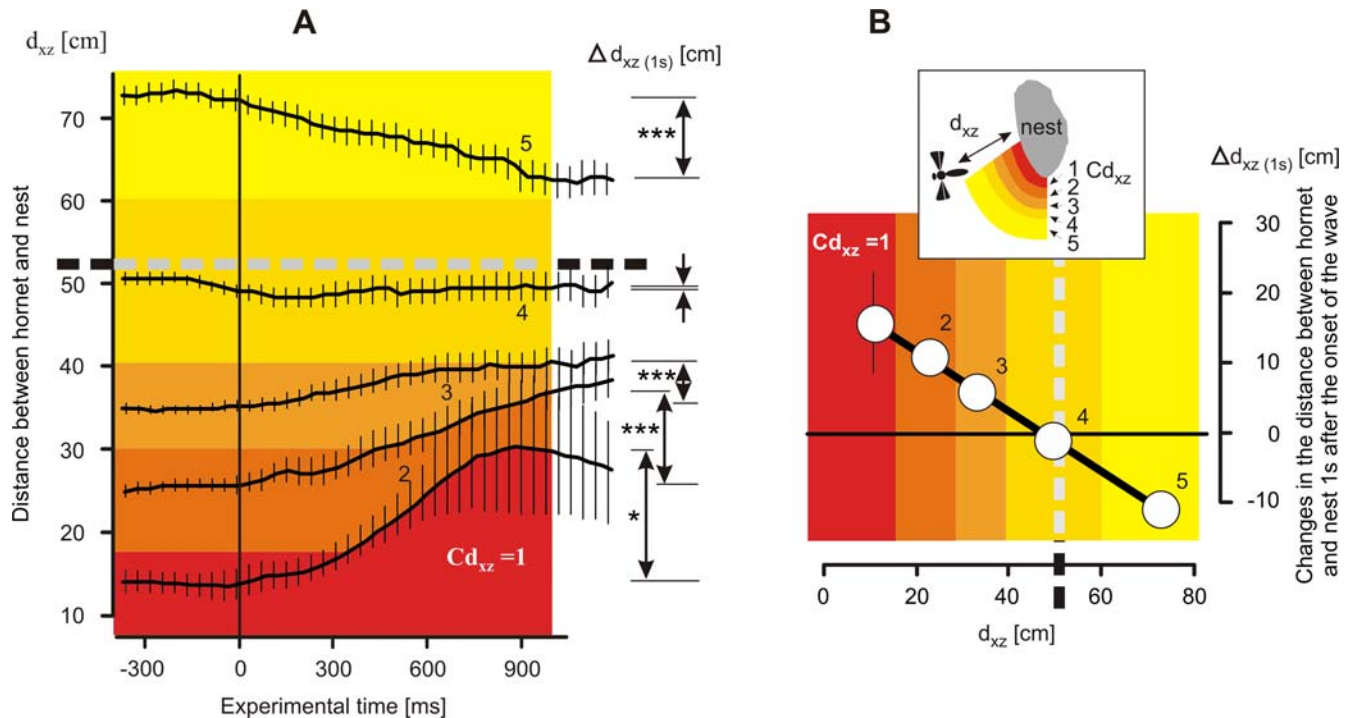 A
d_xz [cm]
Δ d_xz (1s) [cm]
Distance between hornet and nest
70
60
50
40
30
20
10
5
4
3
2
Cd_xz =1
***
***
***
*
-300
0
300
600
900
Experimental time [ms]
B
d_xz
nest
1 Cd_xz
2
3
4
5
Δd_xz (1s) [cm]
Cd_xz =1
2
3
4
5
30
20
10
0
-10
Changes in the distance between hornet
and nest 1s after the onset of the wave
0
20
40
60
80
d_xz [cm]